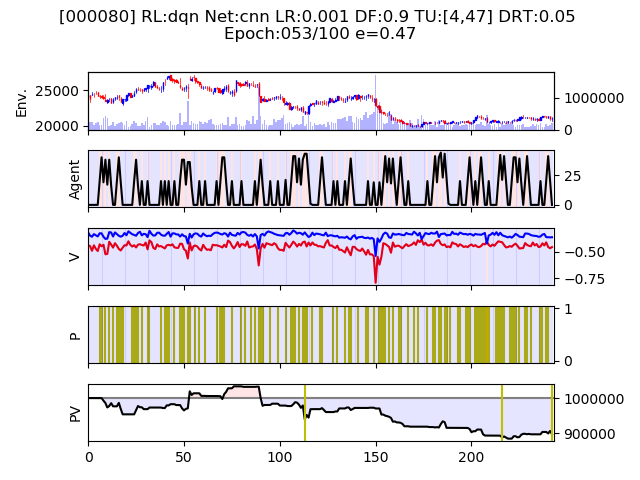 [000080] RL:dqn Net:cnn LR:0.001 DF:0.9 TU:[4,47] DRT:0.05
Epoch:053/100 e=0.47
Env.
25000
20000
1000000
0
Agent
25
0
V
−0.50
−0.75
P
1
0
PV
1000000
900000
0
50
100
150
200